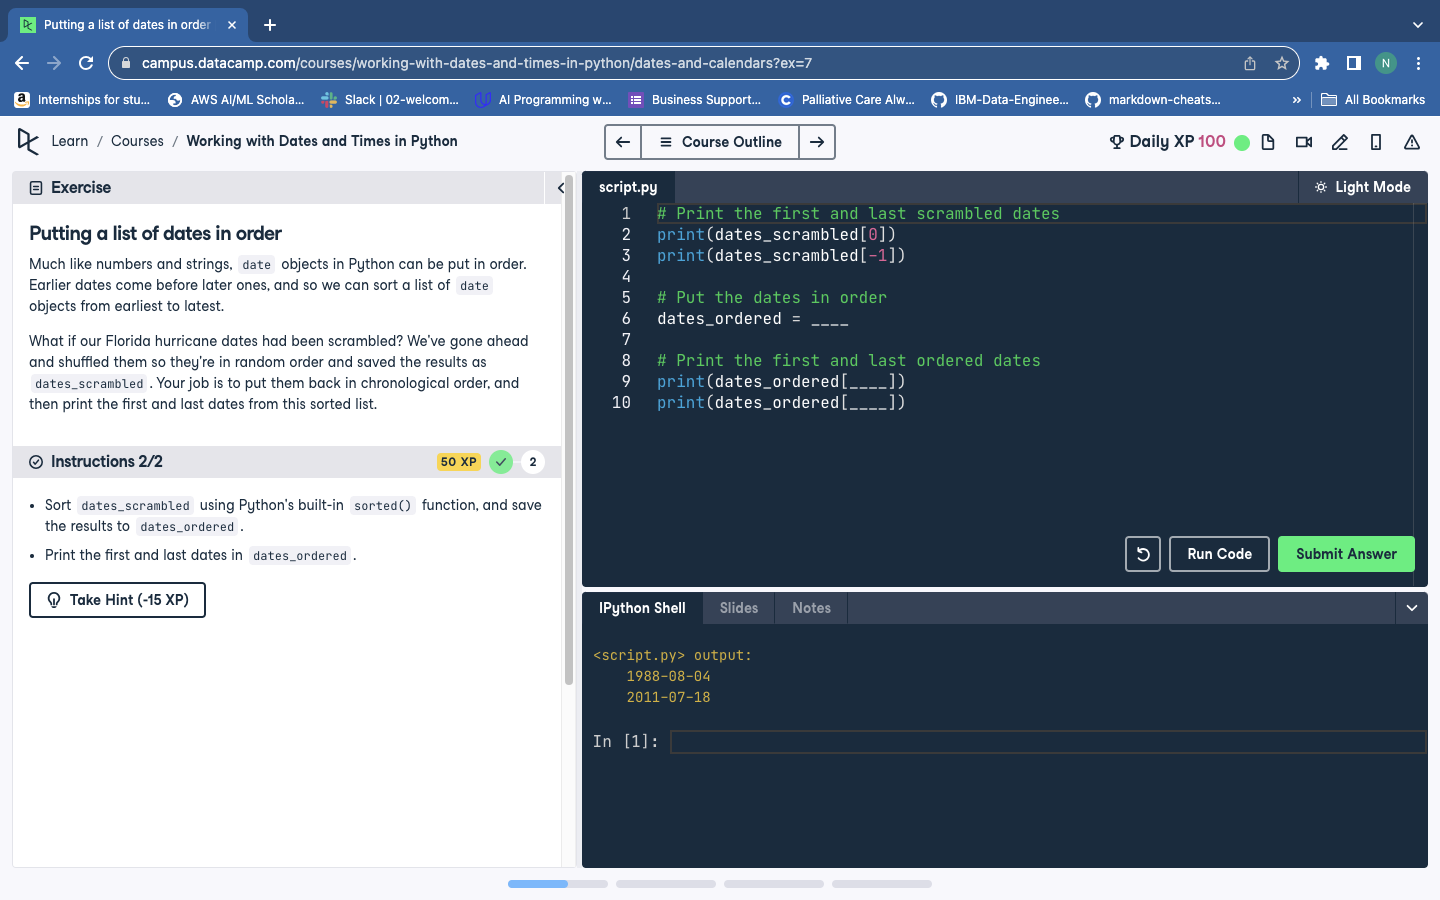 Putting a list of dates in order
campus.datacamp.com/courses/working-with-dates-and-times-in-python/dates-and-calendars?ex=7
N
Internships for stu...
AWS AI/ML Schola...
Slack | 02-welcom...
AI Programming w...
Business Support...
Palliative Care Alw...
IBM-Data-Enginee...
markdown-cheats...
»
All Bookmarks
Learn / Courses / Working with Dates and Times in Python
Course Outline
Daily XP 100
Exercise
Putting a list of dates in order
Much like numbers and strings, date objects in Python can be put in order.
Earlier dates come before later ones, and so we can sort a list of date
objects from earliest to latest.
What if our Florida hurricane dates had been scrambled? We've gone ahead
and shuffled them so they're in random order and saved the results as
dates_scrambled. Your job is to put them back in chronological order, and
then print the first and last dates from this sorted list.
Instructions 2/2
50 XP
2
• Sort dates_scrambled using Python's built-in sorted() function, and save
the results to dates_ordered.
• Print the first and last dates in dates_ordered.
Take Hint (-15 XP)
script.py
Light Mode
1 # Print the first and last scrambled dates
2 print(dates_scrambled[0])
3 print(dates_scrambled[-1])
4
5 # Put the dates in order
6 dates_ordered = ____
7
8 # Print the first and last ordered dates
9 print(dates_ordered[____])
10 print(dates_ordered[____])
Run Code
Submit Answer
IPython Shell
Slides
Notes
<script.py> output:
1988-08-04
2011-07-18
In [1]: